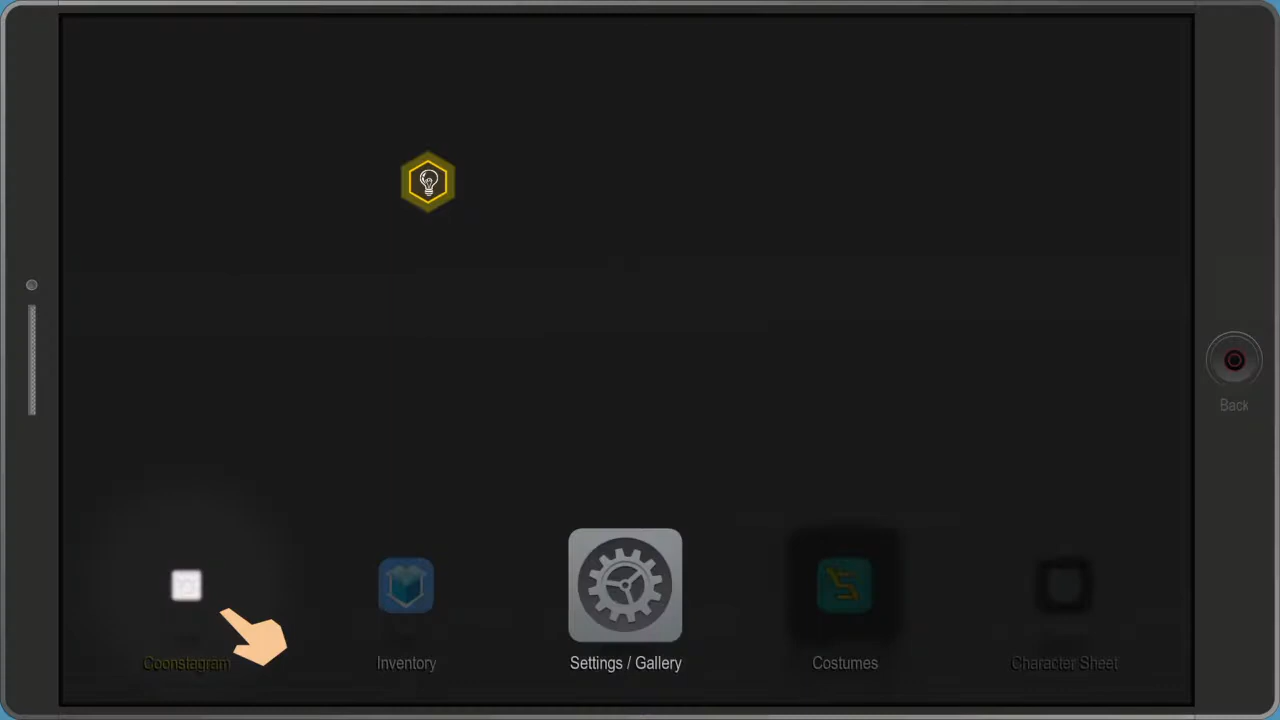 Back
Coonstagram
Inventory
Settings / Gallery
Costumes
Character Sheet